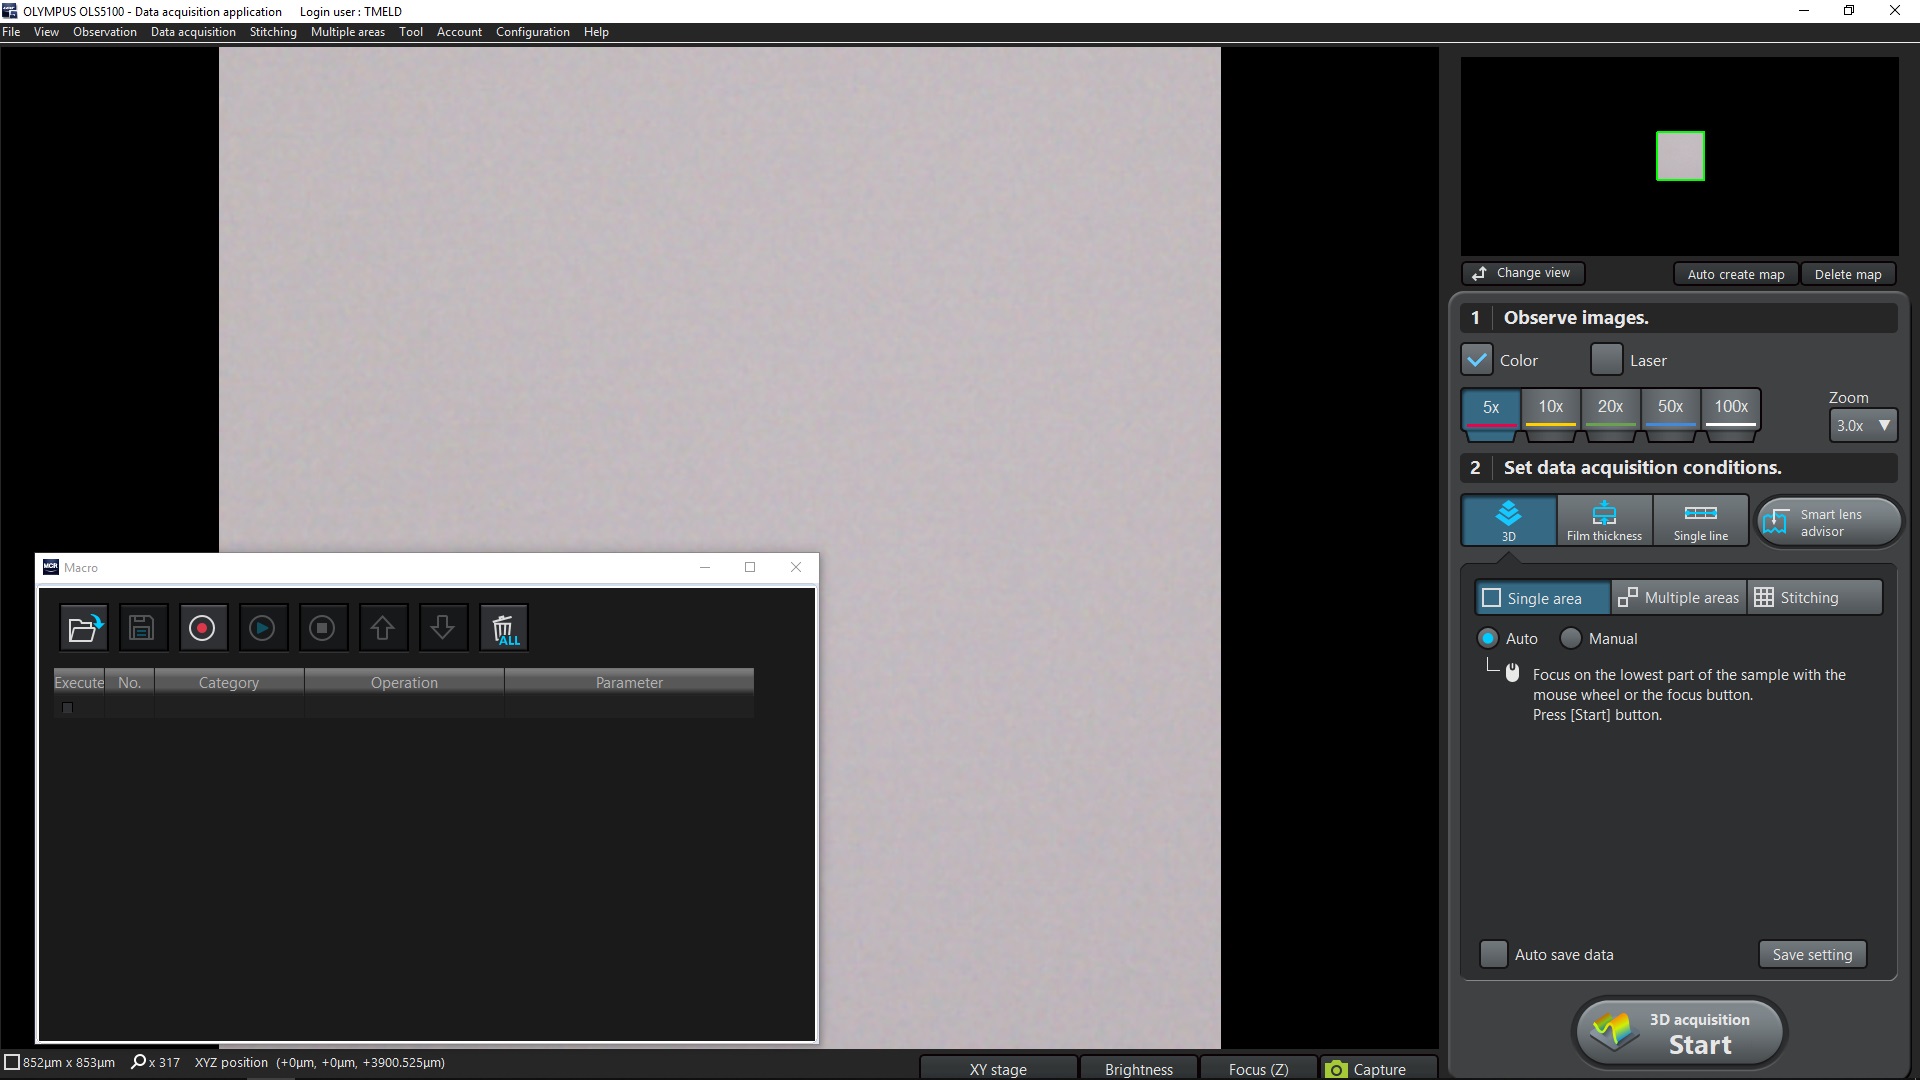 OLYMPUS OLS5100 - Data acquisition application Login user : TMELD
File View Observation Data acquisition Stitching Multiple areas Tool Account Configuration Help
Change view Auto create map Delete map
1 Observe images.
Color Laser
Zoom
5x 10x 20x 50x 100x
3.0x
2 Set data acquisition conditions.
3D Film thickness Single line
Smart lens
advisor
Single area Multiple areas Stitching
Auto Manual
Focus on the lowest part of the sample with the
mouse wheel or the focus button.
Press [Start] button.
Auto save data Save setting
3D acquisition
Start
MCR Macro
ALL
Execute No. Category Operation Parameter
852µm x 853µm x 317 XYZ position (+0µm, +0µm, +3900.525µm)
XY stage Brightness Focus (Z) Capture